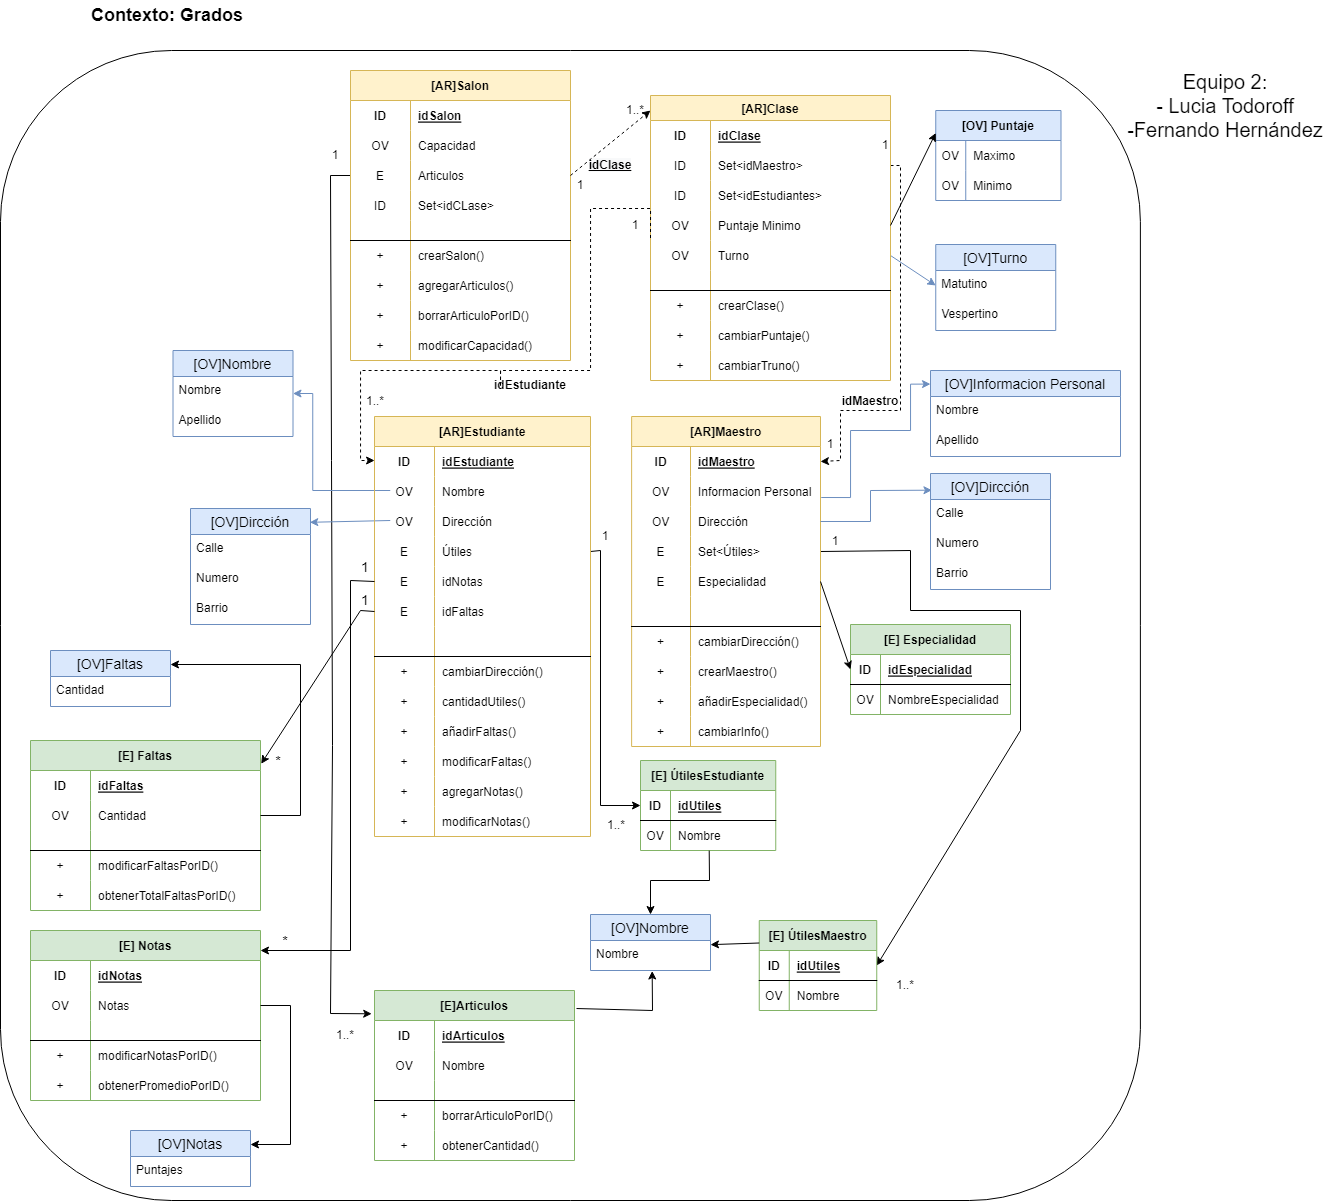 Contexto: Grados
Equipo 2:
- Lucia Todoroff
-Fernando Hernández
[AR]Salon
ID idSalon
OV Capacidad
E Articulos
ID Set<idCLase>
+ crearSalon()
+ agregarArticulos()
+ borrarArticuloPorID()
+ modificarCapacidad()
1
1..*
idClase
1
[AR]Clase
ID idClase
ID Set<idMaestro>
ID Set<idEstudiantes>
OV Puntaje Minimo
OV Turno
+ crearClase()
+ cambiarPuntaje()
+ cambiarTruno()
1
1
[OV] Puntaje
OV Maximo
OV Minimo
[OV]Turno
Matutino
Vespertino
[OV]Nombre
Nombre
Apellido
idEstudiante
1..*
idMaestro
1
[OV]Informacion Personal
Nombre
Apellido
[AR]Estudiante
ID idEstudiante
OV Nombre
OV Dirección
E Útiles
E idNotas
E idFaltas
+ cambiarDirección()
+ cantidadUtiles()
+ añadirFaltas()
+ modificarFaltas()
+ agregarNotas()
+ modificarNotas()
1
1
1
[AR]Maestro
ID idMaestro
OV Informacion Personal
OV Dirección
E Set<Útiles>
E Especialidad
+ cambiarDirección()
+ crearMaestro()
+ añadirEspecialidad()
+ cambiarInfo()
1
[OV]Dircción
Calle
Numero
Barrio
[OV]Dircción
Calle
Numero
Barrio
[E] Especialidad
ID idEspecialidad
OV NombreEspecialidad
[OV]Faltas
Cantidad
[E] Faltas
ID idFaltas
OV Cantidad
+ modificarFaltasPorID()
+ obtenerTotalFaltasPorID()
*
[E] ÚtilesEstudiante
ID idUtiles
OV Nombre
1..*
[E] Notas
ID idNotas
OV Notas
+ modificarNotasPorID()
+ obtenerPromedioPorID()
*
[OV]Nombre
Nombre
[E] ÚtilesMaestro
ID idUtiles
OV Nombre
1..*
[E]Articulos
ID idArticulos
OV Nombre
+ borrarArticuloPorID()
+ obtenerCantidad()
1..*
[OV]Notas
Puntajes